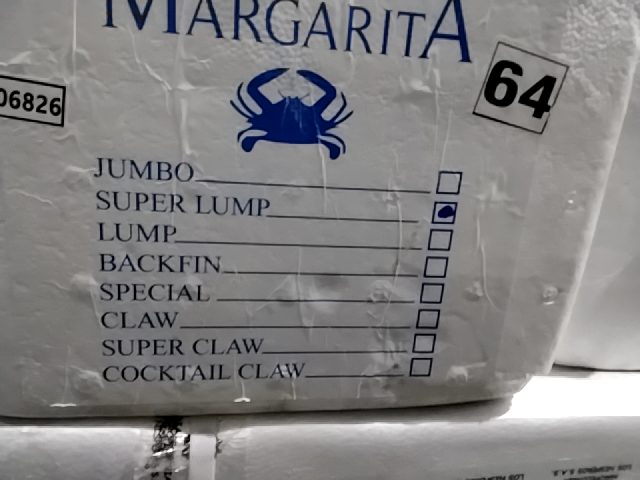 MARGARITA
06826
64
JUMBO
SUPER LUMP
LUMP
BACKFIN
SPECIAL
CLAW
SUPER CLAW
COCKTAIL CLAW